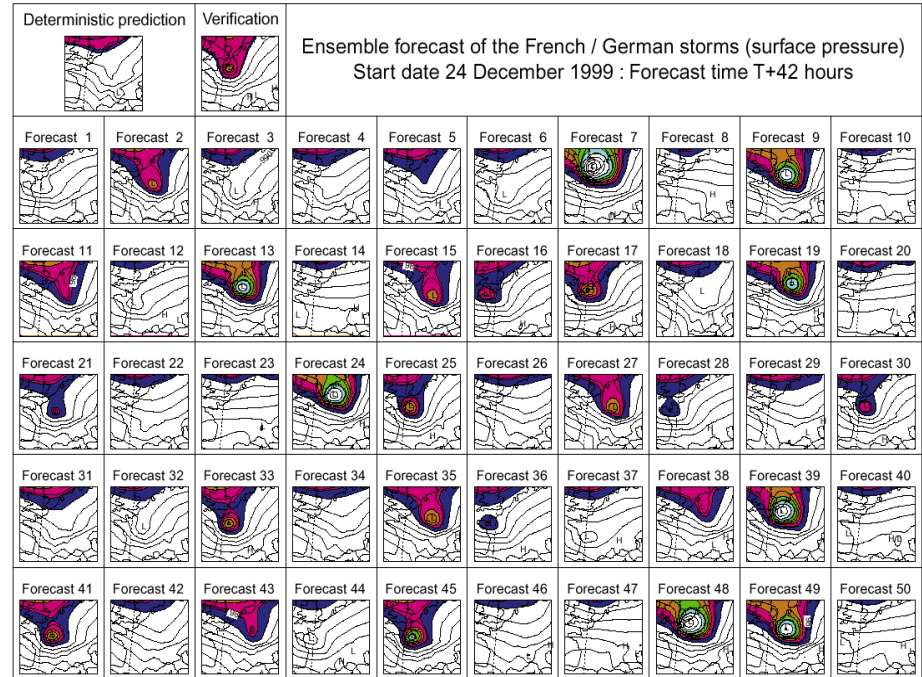 Deterministic prediction
Verification
Ensemble forecast of the French / German storms (surface pressure)
Start date 24 December 1999 : Forecast time T+42 hours
Forecast 1
Forecast 2
Forecast 3
Forecast 4
Forecast 5
Forecast 6
Forecast 7
Forecast 8
Forecast 9
Forecast 10
Forecast 11
Forecast 12
Forecast 13
Forecast 14
Forecast 15
Forecast 16
Forecast 17
Forecast 18
Forecast 19
Forecast 20
Forecast 21
Forecast 22
Forecast 23
Forecast 24
Forecast 25
Forecast 26
Forecast 27
Forecast 28
Forecast 29
Forecast 30
Forecast 31
Forecast 32
Forecast 33
Forecast 34
Forecast 35
Forecast 36
Forecast 37
Forecast 38
Forecast 39
Forecast 40
Forecast 41
Forecast 42
Forecast 43
Forecast 44
Forecast 45
Forecast 46
Forecast 47
Forecast 48
Forecast 49
Forecast 50